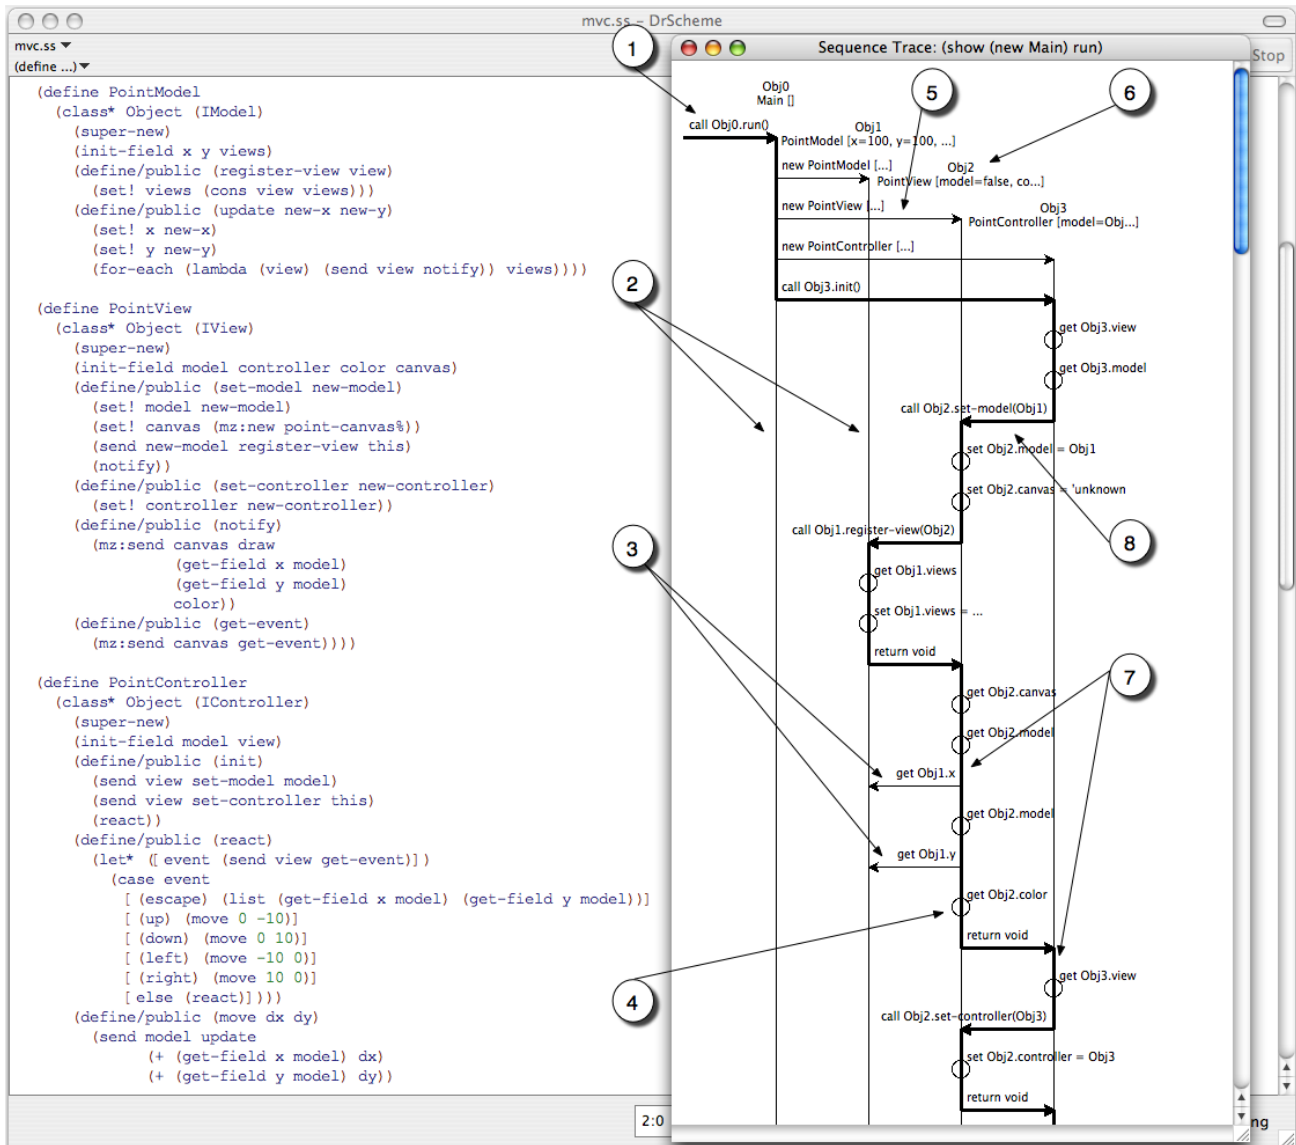 mvc.ss – DrScheme
mvc.ss
(define ...)
Stop
(define PointModel
(class* Object (IModel)
(super-new)
(init-field x y views)
(define/public (register-view view)
(set! views (cons view views)))
(define/public (update new-x new-y)
(set! x new-x)
(set! y new-y)
(for-each (lambda (view) (send view notify)) views))))
(define PointView
(class* Object (IView)
(super-new)
(init-field model controller color canvas)
(define/public (set-model new-model)
(set! model new-model)
(set! canvas (mz:new point-canvas%))
(send new-model register-view this)
(notify))
(define/public (set-controller new-controller)
(set! controller new-controller))
(define/public (notify)
(mz:send canvas draw
(get-field x model)
(get-field y model)
color))
(define/public (get-event)
(mz:send canvas get-event))))
(define PointController
(class* Object (IController)
(super-new)
(init-field model view)
(define/public (init)
(send view set-model model)
(send view set-controller this)
(react))
(define/public (react)
(let* ([event (send view get-event)])
(case event
[(escape) (list (get-field x model) (get-field y model))]
[(up) (move 0 -10)]
[(down) (move 0 10)]
[(left) (move -10 0)]
[(right) (move 10 0)]
[else (react)])))
(define/public (move dx dy)
(send model update
(+ (get-field x model) dx)
(+ (get-field y model) dy))
2:0
ng
Sequence Trace: (show (new Main) run)
1
5
6
Obj0
Main []
call Obj0.run()
Obj1
PointModel [x=100, y=100, ...]
new PointModel [...]
Obj2
PointView [model=false, co...]
new PointView [...]
Obj3
PointController [model=Obj...]
new PointController [...]
2
call Obj3.init()
get Obj3.view
get Obj3.model
call Obj2.set-model(Obj1)
set Obj2.model = Obj1
set Obj2.canvas = 'unknown
call Obj1.register-view(Obj2)
8
3
get Obj1.views
set Obj1.views = ...
return void
7
get Obj2.canvas
get Obj2.model
get Obj1.x
get Obj2.model
get Obj1.y
get Obj2.color
return void
get Obj3.view
4
call Obj2.set-controller(Obj3)
set Obj2.controller = Obj3
return void